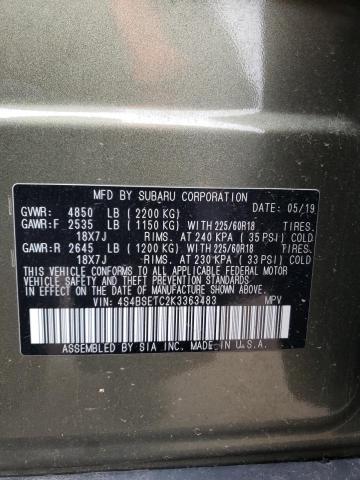 MFD BY SUBARU CORPORATION
GVWR: 4850 LB (2200 KG) DATE: 05/19
GAWR:F 2535 LB (1150 KG) WITH 225/60R18 TIRES.
18X7J RIMS. AT 240 KPA (35 PSI) COLD
GAWR:R 2645 LB (1200 KG) WITH 225/60R18 TIRES.
18X7J RIMS. AT 230 KPA (33 PSI) COLD
THIS VEHICLE CONFORMS TO ALL APPLICABLE FEDERAL
MOTOR VEHICLE SAFETY, BUMPER, AND THEFT
PREVENTION STANDARDS IN EFFECT ON THE DATE OF
MANUFACTURE SHOWN ABOVE.
VIN: 4S4BSETC2K3363483 MPV
ASSEMBLED BY SIA INC. MADE IN U.S.A.